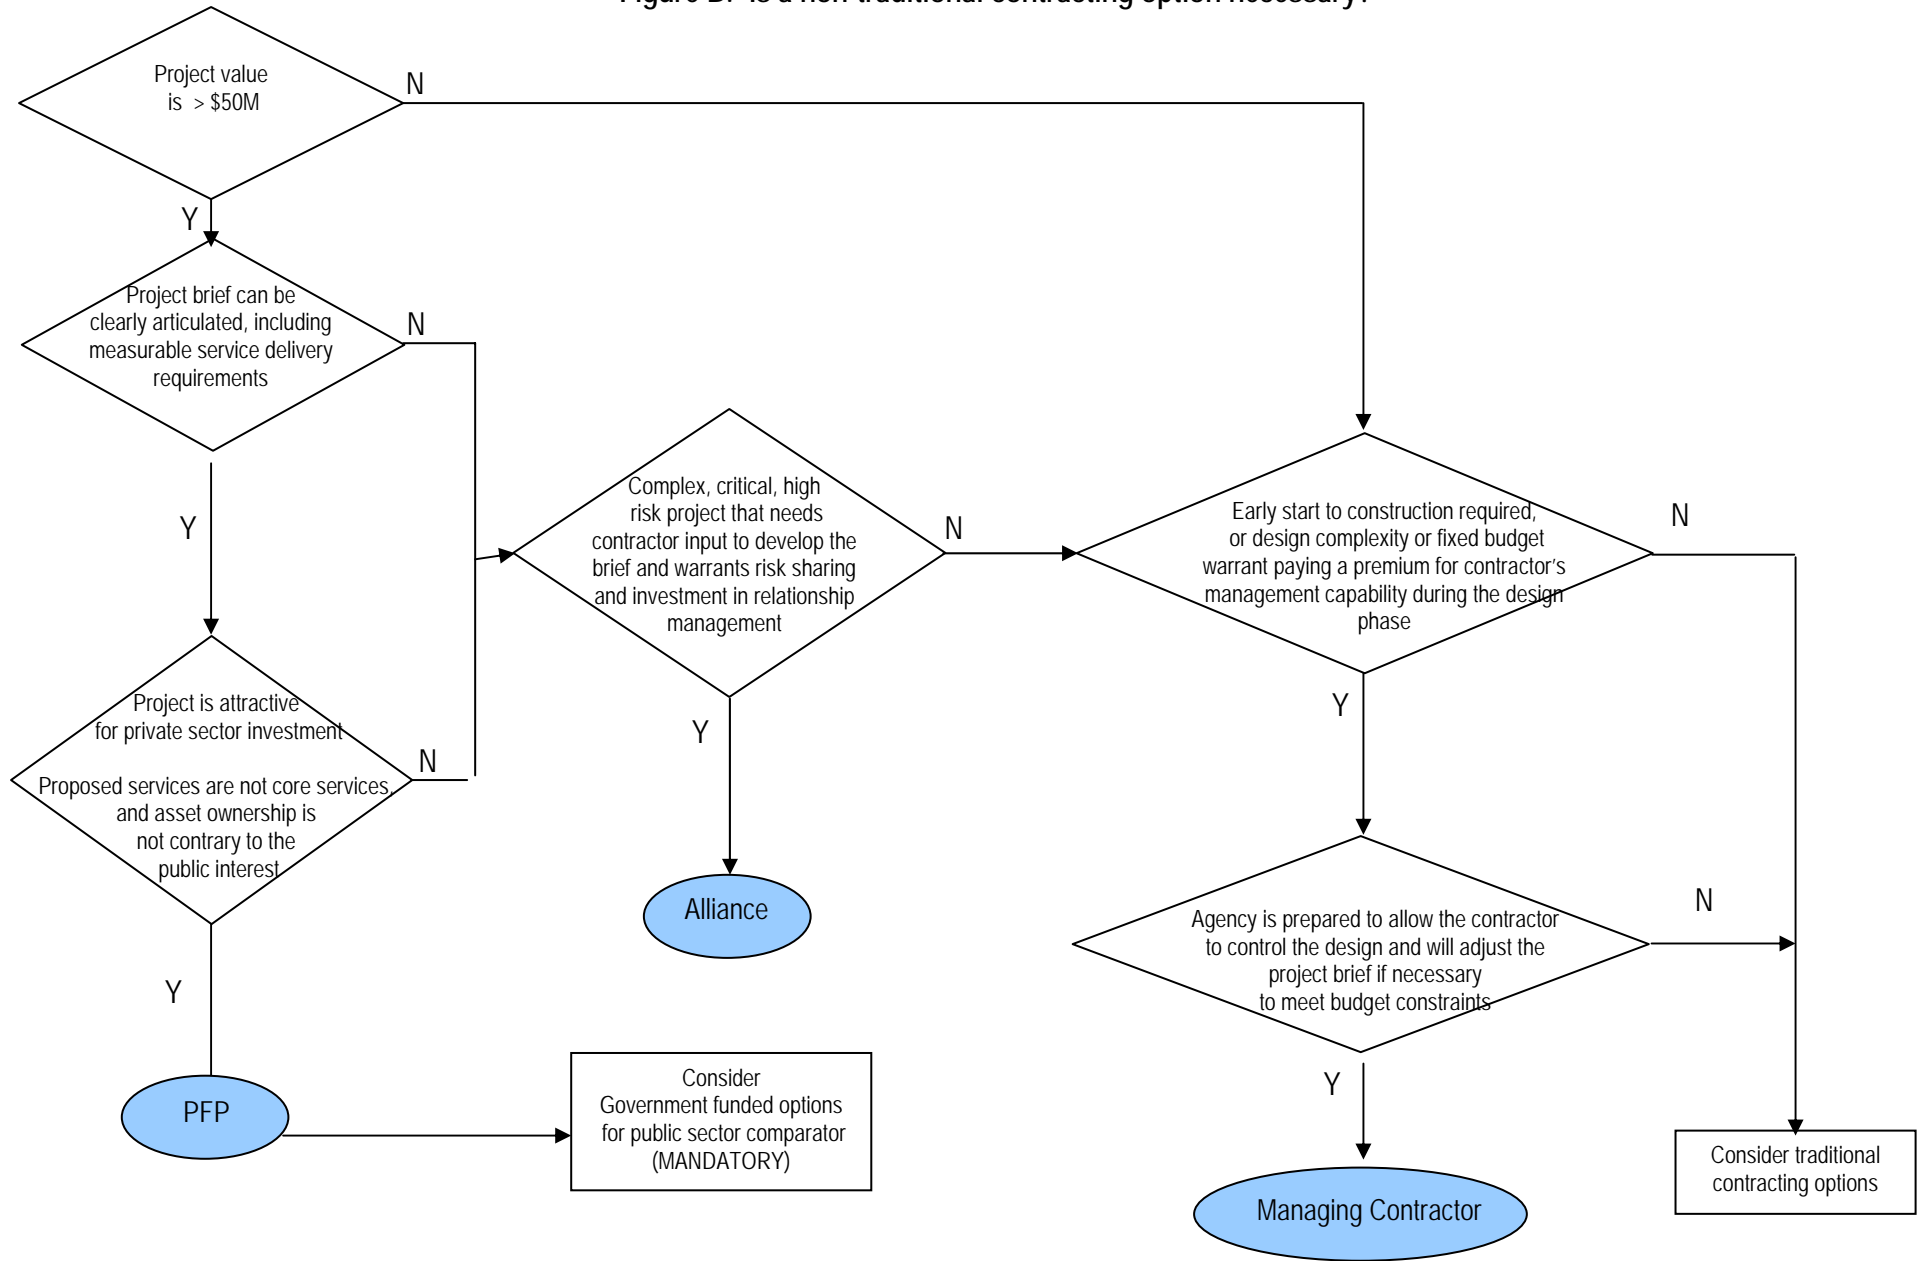 Project value
is > $50M
N
Y
Project brief can be
clearly articulated, including
measurable service delivery
requirements
N
Y
Project is attractive
for private sector investment
Proposed services are not core services,
and asset ownership is
not contrary to the
public interest
N
Y
PFP
Consider
Government funded options
for public sector comparator
(MANDATORY)
Complex, critical, high
risk project that needs
contractor input to develop the
brief and warrants risk sharing
and investment in relationship
management
N
Y
Alliance
Early start to construction required,
or design complexity or fixed budget
warrant paying a premium for contractor’s
management capability during the design
phase
N
Y
Agency is prepared to allow the contractor
to control the design and will adjust the
project brief if necessary
to meet budget constraints
N
Y
Managing Contractor
Consider traditional
contracting options